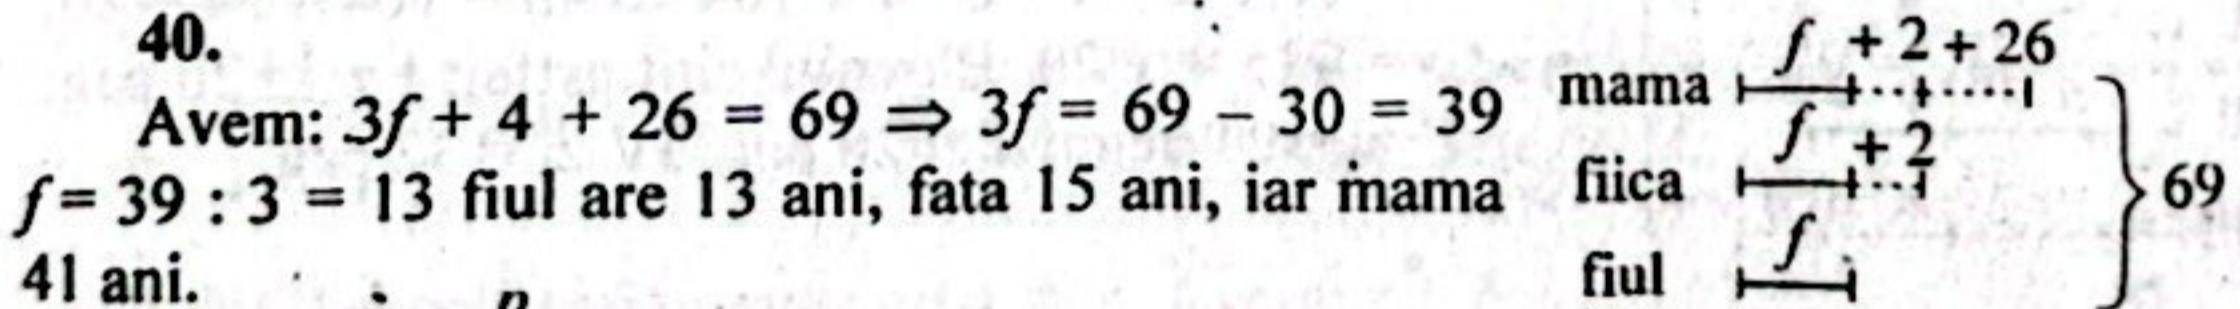 40.
Avem: 3f + 4 + 26 = 69 ⇒ 3f = 69 – 30 = 39
f = 39 : 3 = 13 fiul are 13 ani, fata 15 ani, iar mama
41 ani.
mama f + 2 + 26
fiica f + 2
fiul f
69